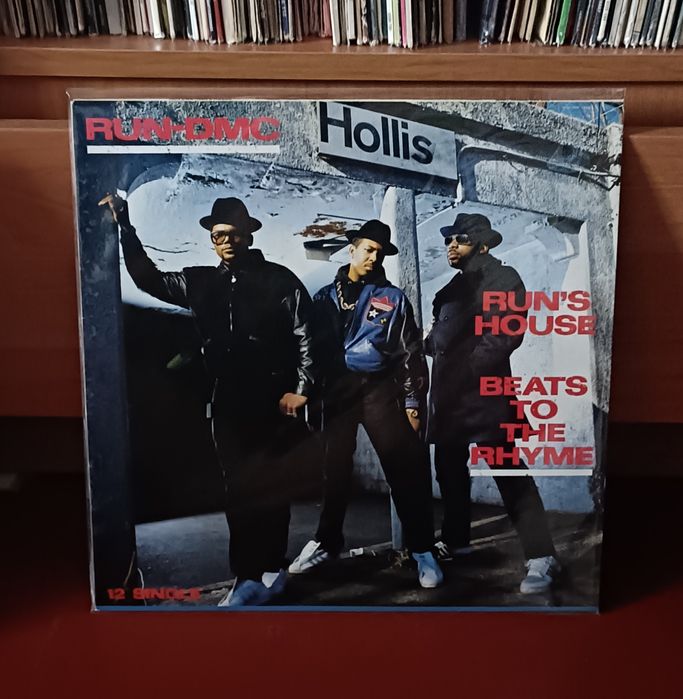 RUN-DMC
Hollis
RUN'S
HOUSE
BEATS
TO
THE
RHYME
12 SINGLE